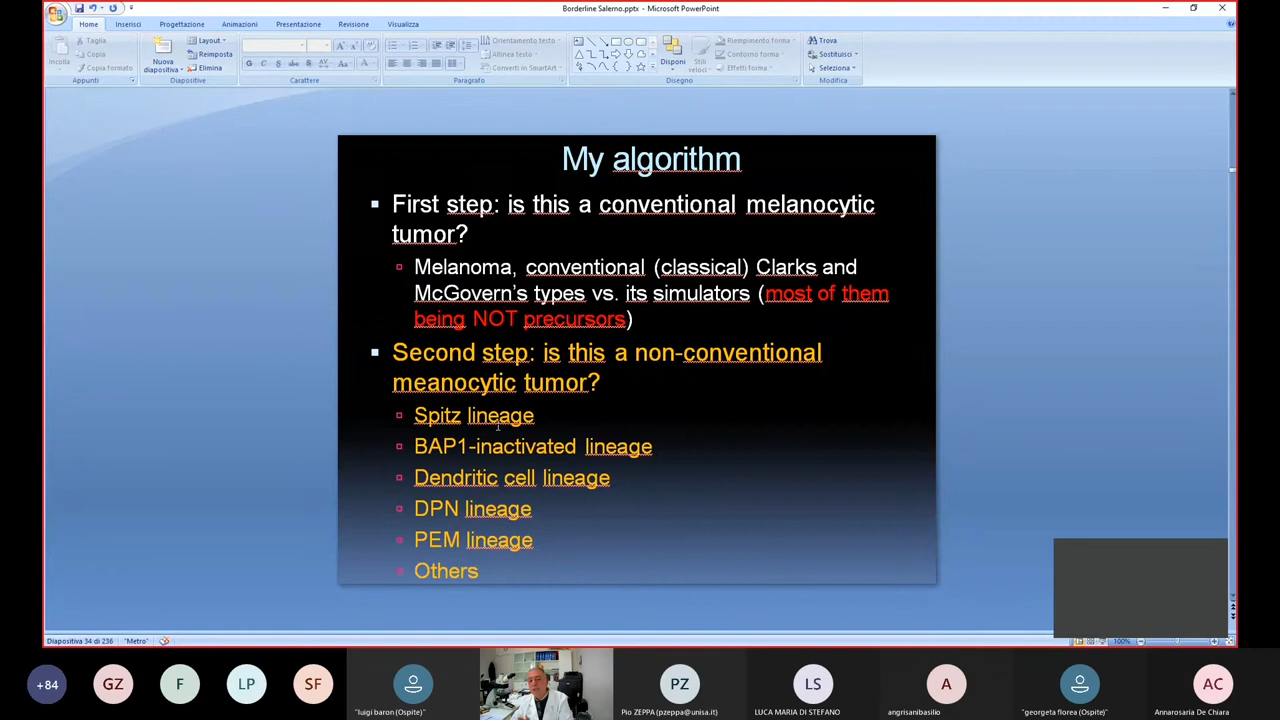 Borderline Salerno.pptx - Microsoft PowerPoint
Home Inserisci Progettazione Animazioni Presentazione Revisione Visualizza
Taglia
Copia
Copia formato
Incolla
Appunti
Nuova diapositiva
Layout
Reimposta
Elimina
Diapositive
Carattere
Orientamento testo
Allinea testo
Converti in SmartArt
Paragrafo
Disponi
Stili veloci
Riempimento forma
Contorno forma
Effetti forma
Disegno
Trova
Sostituisci
Seleziona
Modifica
My algorithm
First step: is this a conventional melanocytic
tumor?
Melanoma, conventional (classical) Clarks and
McGovern's types vs. its simulators (most of them
being NOT precursors)
Second step: is this a non-conventional
meanocytic tumor?
Spitz lineage
BAP1-inactivated lineage
Dendritic cell lineage
DPN lineage
PEM lineage
Others
Diapositiva 34 di 236 "Metro" 100%
+84 GZ F LP SF PZ LS A AC
"luigi baron (Ospite)" Pio ZEPPA (pzeppa@unisa.it) LUCA MARIA DI STEFANO angrisanibasilio "georgeta florea (Ospite)" Annarosaria De Chiara